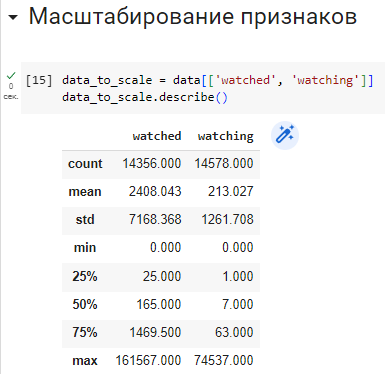 Масштабирование признаков
[15] data_to_scale = data[['watched', 'watching']]
0
сек.
data_to_scale.describe()
watched watching
count 14356.000 14578.000
mean 2408.043 213.027
std 7168.368 1261.708
min 0.000 0.000
25% 25.000 1.000
50% 165.000 7.000
75% 1469.500 63.000
max 161567.000 74537.000